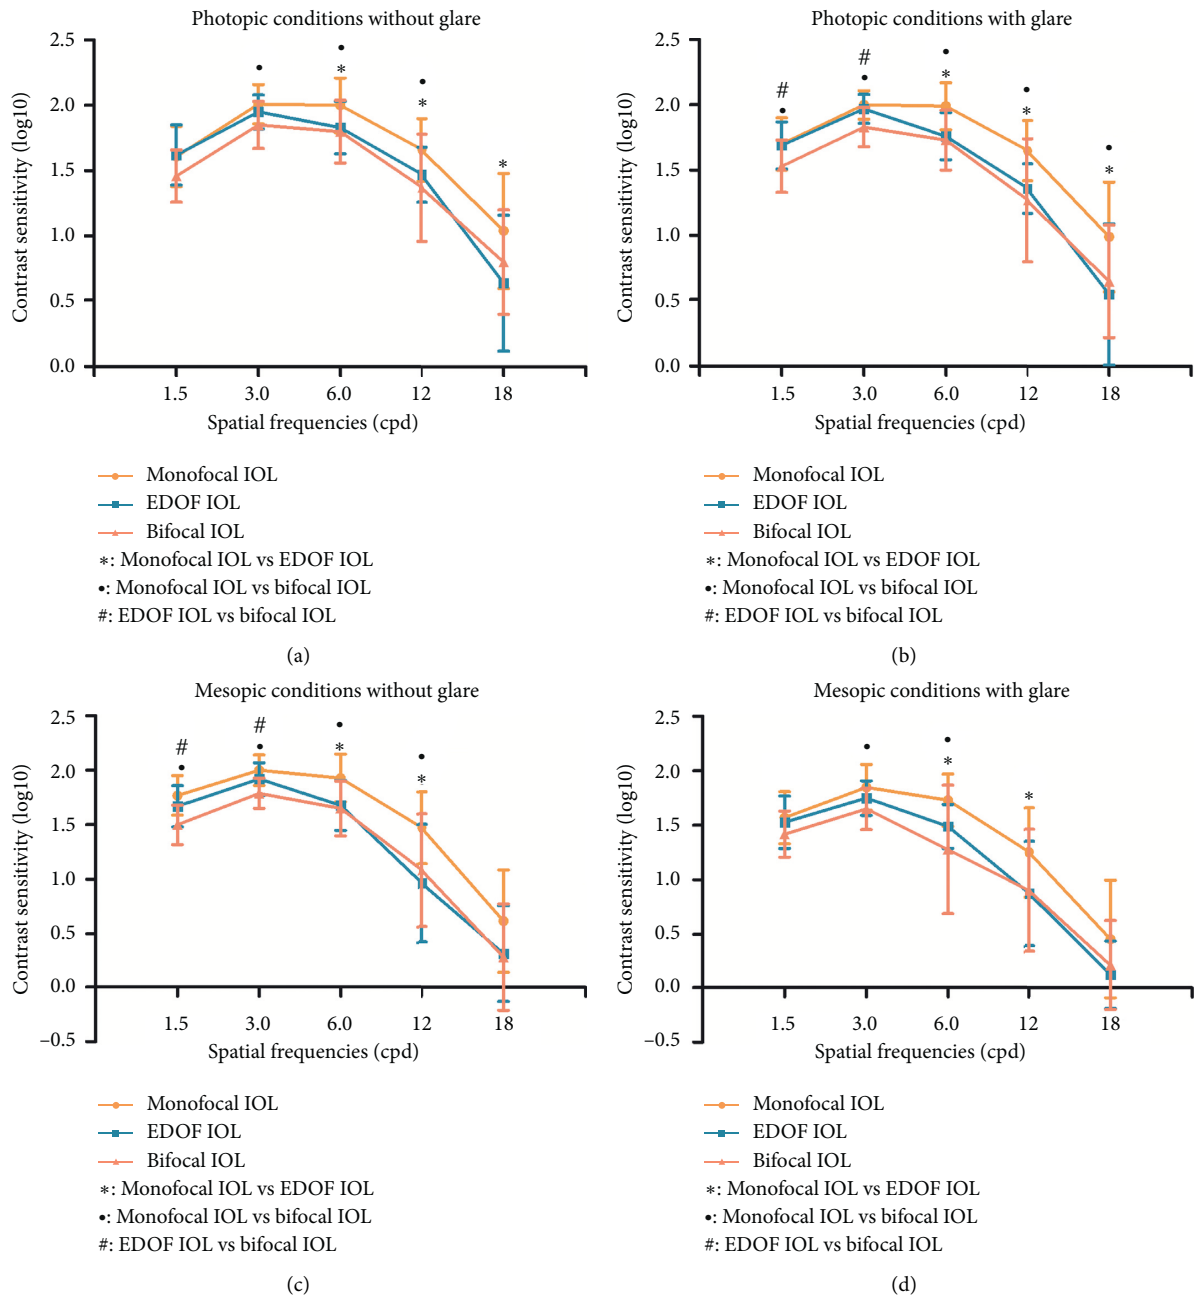 Photopic conditions without glare
2.5
2.0
1.5
1.0
0.5
0.0
Contrast sensitivity (log10)
•
•
*
•
*
*
1.5 3.0 6.0 12 18
Spatial frequencies (cpd)
Monofocal IOL
EDOF IOL
Bifocal IOL
*: Monofocal IOL vs EDOF IOL
•: Monofocal IOL vs bifocal IOL
#: EDOF IOL vs bifocal IOL
(a)
Photopic conditions with glare
2.5
2.0
1.5
1.0
0.5
0.0
Contrast sensitivity (log10)
#
•
#
•
•
*
•
*
•
*
1.5 3.0 6.0 12 18
Spatial frequencies (cpd)
Monofocal IOL
EDOF IOL
Bifocal IOL
*: Monofocal IOL vs EDOF IOL
•: Monofocal IOL vs bifocal IOL
#: EDOF IOL vs bifocal IOL
(b)
Mesopic conditions without glare
2.5
2.0
1.5
1.0
0.5
0.0
–0.5
Contrast sensitivity (log10)
#
•
#
•
•
*
•
*
1.5 3.0 6.0 12 18
Spatial frequencies (cpd)
Monofocal IOL
EDOF IOL
Bifocal IOL
*: Monofocal IOL vs EDOF IOL
•: Monofocal IOL vs bifocal IOL
#: EDOF IOL vs bifocal IOL
(c)
Mesopic conditions with glare
2.5
2.0
1.5
1.0
0.5
0.0
–0.5
Contrast sensitivity (log10)
•
•
*
*
1.5 3.0 6.0 12 18
Spatial frequencies (cpd)
Monofocal IOL
EDOF IOL
Bifocal IOL
*: Monofocal IOL vs EDOF IOL
•: Monofocal IOL vs bifocal IOL
#: EDOF IOL vs bifocal IOL
(d)